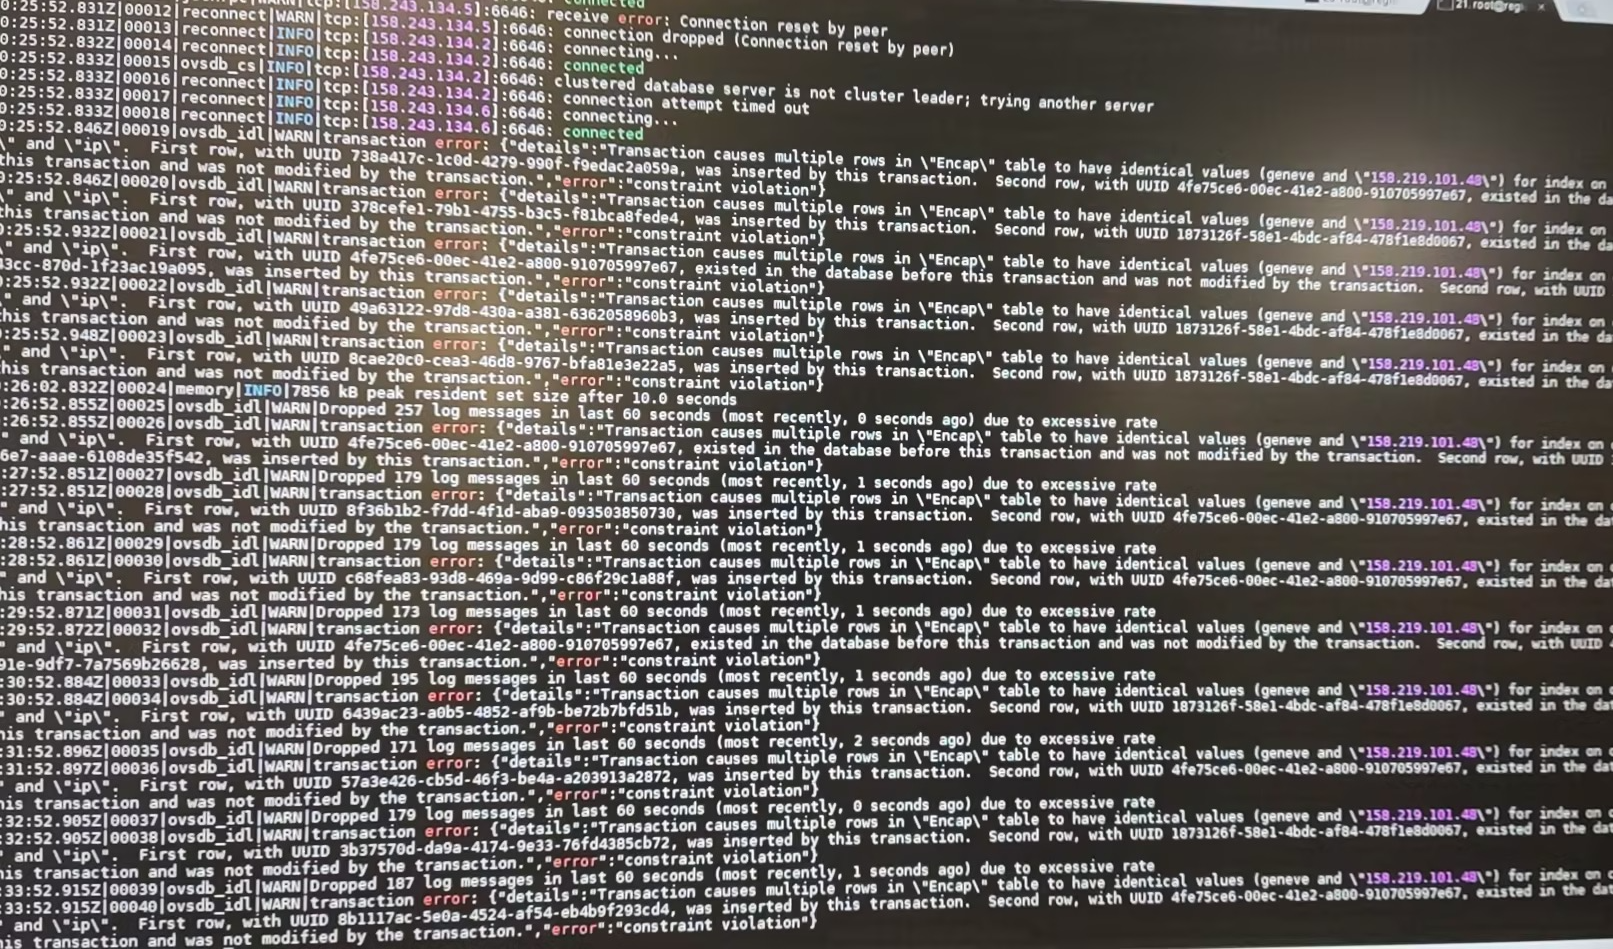 connected
21 root@reg
0:25:52.831Z|00012|reconnect|WARN|tcp:[158.243.134.5]:6646: receive error: Connection reset by peer
0:25:52.831Z|00013|reconnect|INFO|tcp:[158.243.134.5]:6646: connection dropped (Connection reset by peer)
0:25:52.832Z|00014|reconnect|INFO|tcp:[158.243.134.2]:6646: connecting...
0:25:52.833Z|00015|ovsdb_cs|INFO|tcp:[158.243.134.2]:6646: connected
0:25:52.833Z|00016|reconnect|INFO|tcp:[158.243.134.2]:6646: clustered database server is not cluster leader; trying another server
0:25:52.833Z|00017|reconnect|INFO|tcp:[158.243.134.2]:6646: connection attempt timed out
0:25:52.833Z|00018|reconnect|INFO|tcp:[158.243.134.6]:6646: connecting...
tcp:[158.243.134.6]:6646: connected
0:25:52.846Z|00019|ovsdb_idl|WARN|transaction error: {"details":"Transaction causes multiple rows in \"Encap\" table to have identical values (geneve and \"158.219.101.48\") for index on
\" and \"ip\". First row, with UUID 738a417c-1c0d-4279-990f-f9edac2a059a, was inserted by this transaction. Second row, with UUID 4fe75ce6-00ec-41e2-a800-910705997e67, existed in the da
this transaction and was not modified by the transaction.","error":"constraint violation"}
0:25:52.846Z|00020|ovsdb_idl|WARN|transaction error: {"details":"Transaction causes multiple rows in \"Encap\" table to have identical values (geneve and \"158.219.101.48\") for index on
\" and \"ip\". First row, with UUID 378cefe1-79b1-4755-b3c5-f81bca8fede4, was inserted by this transaction. Second row, with UUID 1873126f-58e1-4bdc-af84-478f1e8d0067, existed in the da
this transaction and was not modified by the transaction.","error":"constraint violation"}
0:25:52.932Z|00021|ovsdb_idl|WARN|transaction error: {"details":"Transaction causes multiple rows in \"Encap\" table to have identical values (geneve and \"158.219.101.48\") for index on
\" and \"ip\". First row, with UUID 4fe75ce6-00ec-41e2-a800-910705997e67, existed in the database before this transaction and was not modified by the transaction. Second row, with UUID
43cc-870d-1f23ac19a095, was inserted by this transaction.","error":"constraint violation"}
0:25:52.932Z|00022|ovsdb_idl|WARN|transaction error: {"details":"Transaction causes multiple rows in \"Encap\" table to have identical values (geneve and \"158.219.101.48\") for index on
\" and \"ip\". First row, with UUID 49a63122-97d8-430a-a381-6362058960b3, was inserted by this transaction. Second row, with UUID 1873126f-58e1-4bdc-af84-478f1e8d0067, existed in the da
this transaction and was not modified by the transaction.","error":"constraint violation"}
:25:52.948Z|00023|ovsdb_idl|WARN|transaction error: {"details":"Transaction causes multiple rows in \"Encap\" table to have identical values (geneve and \"158.219.101.48\") for index on
" and \"ip\". First row, with UUID 8cae20c0-cea3-46d8-9767-bfa81e3e22a5, was inserted by this transaction. Second row, with UUID 1873126f-58e1-4bdc-af84-478f1e8d0067, existed in the da
this transaction and was not modified by the transaction.","error":"constraint violation"}
:26:02.832Z|00024|memory|INFO|7856 kB peak resident set size after 10.0 seconds
:26:52.855Z|00025|ovsdb_idl|WARN|Dropped 257 log messages in last 60 seconds (most recently, 0 seconds ago) due to excessive rate
:26:52.855Z|00026|ovsdb_idl|WARN|transaction error: {"details":"Transaction causes multiple rows in \"Encap\" table to have identical values (geneve and \"158.219.101.48\") for index on
" and \"ip\". First row, with UUID 4fe75ce6-00ec-41e2-a800-910705997e67, existed in the database before this transaction and was not modified by the transaction. Second row, with UUID
6e7-aaae-6108de35f542, was inserted by this transaction.","error":"constraint violation"}
:27:52.851Z|00027|ovsdb_idl|WARN|Dropped 179 log messages in last 60 seconds (most recently, 1 seconds ago) due to excessive rate
:27:52.851Z|00028|ovsdb_idl|WARN|transaction error: {"details":"Transaction causes multiple rows in \"Encap\" table to have identical values (geneve and \"158.219.101.48\") for index on
" and \"ip\". First row, with UUID 8f36b1b2-f7dd-4f1d-aba9-093503850730, was inserted by this transaction. Second row, with UUID 4fe75ce6-00ec-41e2-a800-910705997e67, existed in the da
his transaction and was not modified by the transaction.","error":"constraint violation"}
:28:52.861Z|00029|ovsdb_idl|WARN|Dropped 179 log messages in last 60 seconds (most recently, 1 seconds ago) due to excessive rate
:28:52.861Z|00030|ovsdb_idl|WARN|transaction error: {"details":"Transaction causes multiple rows in \"Encap\" table to have identical values (geneve and \"158.219.101.48\") for index on
" and \"ip\". First row, with UUID c68fea83-93d8-469a-9d99-c86f29c1a88f, was inserted by this transaction. Second row, with UUID 4fe75ce6-00ec-41e2-a800-910705997e67, existed in the da
his transaction and was not modified by the transaction.","error":"constraint violation"}
:29:52.871Z|00031|ovsdb_idl|WARN|Dropped 173 log messages in last 60 seconds (most recently, 1 seconds ago) due to excessive rate
:29:52.872Z|00032|ovsdb_idl|WARN|transaction error: {"details":"Transaction causes multiple rows in \"Encap\" table to have identical values (geneve and \"158.219.101.48\") for index on
" and \"ip\". First row, with UUID 4fe75ce6-00ec-41e2-a800-910705997e67, existed in the database before this transaction and was not modified by the transaction. Second row, with UUID
91e-9df7-7a7569b26628, was inserted by this transaction.","error":"constraint violation"}
:30:52.884Z|00033|ovsdb_idl|WARN|Dropped 195 log messages in last 60 seconds (most recently, 1 seconds ago) due to excessive rate
:30:52.884Z|00034|ovsdb_idl|WARN|transaction error: {"details":"Transaction causes multiple rows in \"Encap\" table to have identical values (geneve and \"158.219.101.48\") for index on
" and \"ip\". First row, with UUID 6439ac23-a0b5-4852-af9b-be72b7bfd51b, was inserted by this transaction. Second row, with UUID 1873126f-58e1-4bdc-af84-478f1e8d0067, existed in the dat
his transaction and was not modified by the transaction.","error":"constraint violation"}
:31:52.896Z|00035|ovsdb_idl|WARN|Dropped 171 log messages in last 60 seconds (most recently, 2 seconds ago) due to excessive rate
:31:52.897Z|00036|ovsdb_idl|WARN|transaction error: {"details":"Transaction causes multiple rows in \"Encap\" table to have identical values (geneve and \"158.219.101.48\") for index on
and \"ip\". First row, with UUID 57a3e426-cb5d-46f3-be4a-a203913a2872, was inserted by this transaction. Second row, with UUID 4fe75ce6-00ec-41e2-a800-910705997e67, existed in the dat
his transaction and was not modified by the transaction.","error":"constraint violation"}
:32:52.905Z|00037|ovsdb_idl|WARN|Dropped 179 log messages in last 60 seconds (most recently, 0 seconds ago) due to excessive rate
:32:52.905Z|00038|ovsdb_idl|WARN|transaction error: {"details":"Transaction causes multiple rows in \"Encap\" table to have identical values (geneve and \"158.219.101.48\") for index on
and \"ip\". First row, with UUID 3b37570d-da9a-4174-9e33-76fd4385cb72, was inserted by this transaction. Second row, with UUID 1873126f-58e1-4bdc-af84-478f1e8d0067, existed in the dat
his transaction and was not modified by the transaction.","error":"constraint violation"}
:33:52.915Z|00039|ovsdb_idl|WARN|Dropped 187 log messages in last 60 seconds (most recently, 1 seconds ago) due to excessive rate
:33:52.915Z|00040|ovsdb_idl|WARN|transaction error: {"details":"Transaction causes multiple rows in \"Encap\" table to have identical values (geneve and \"158.219.101.48\") for index on
and \"ip\". First row, with UUID 8b1117ac-5e0a-4524-af54-eb4b9f293cd4, was inserted by this transaction. Second row, with UUID 4fe75ce6-00ec-41e2-a800-910705997e67, existed in the dat
his transaction and was not modified by the transaction.","error":"constraint violation"}